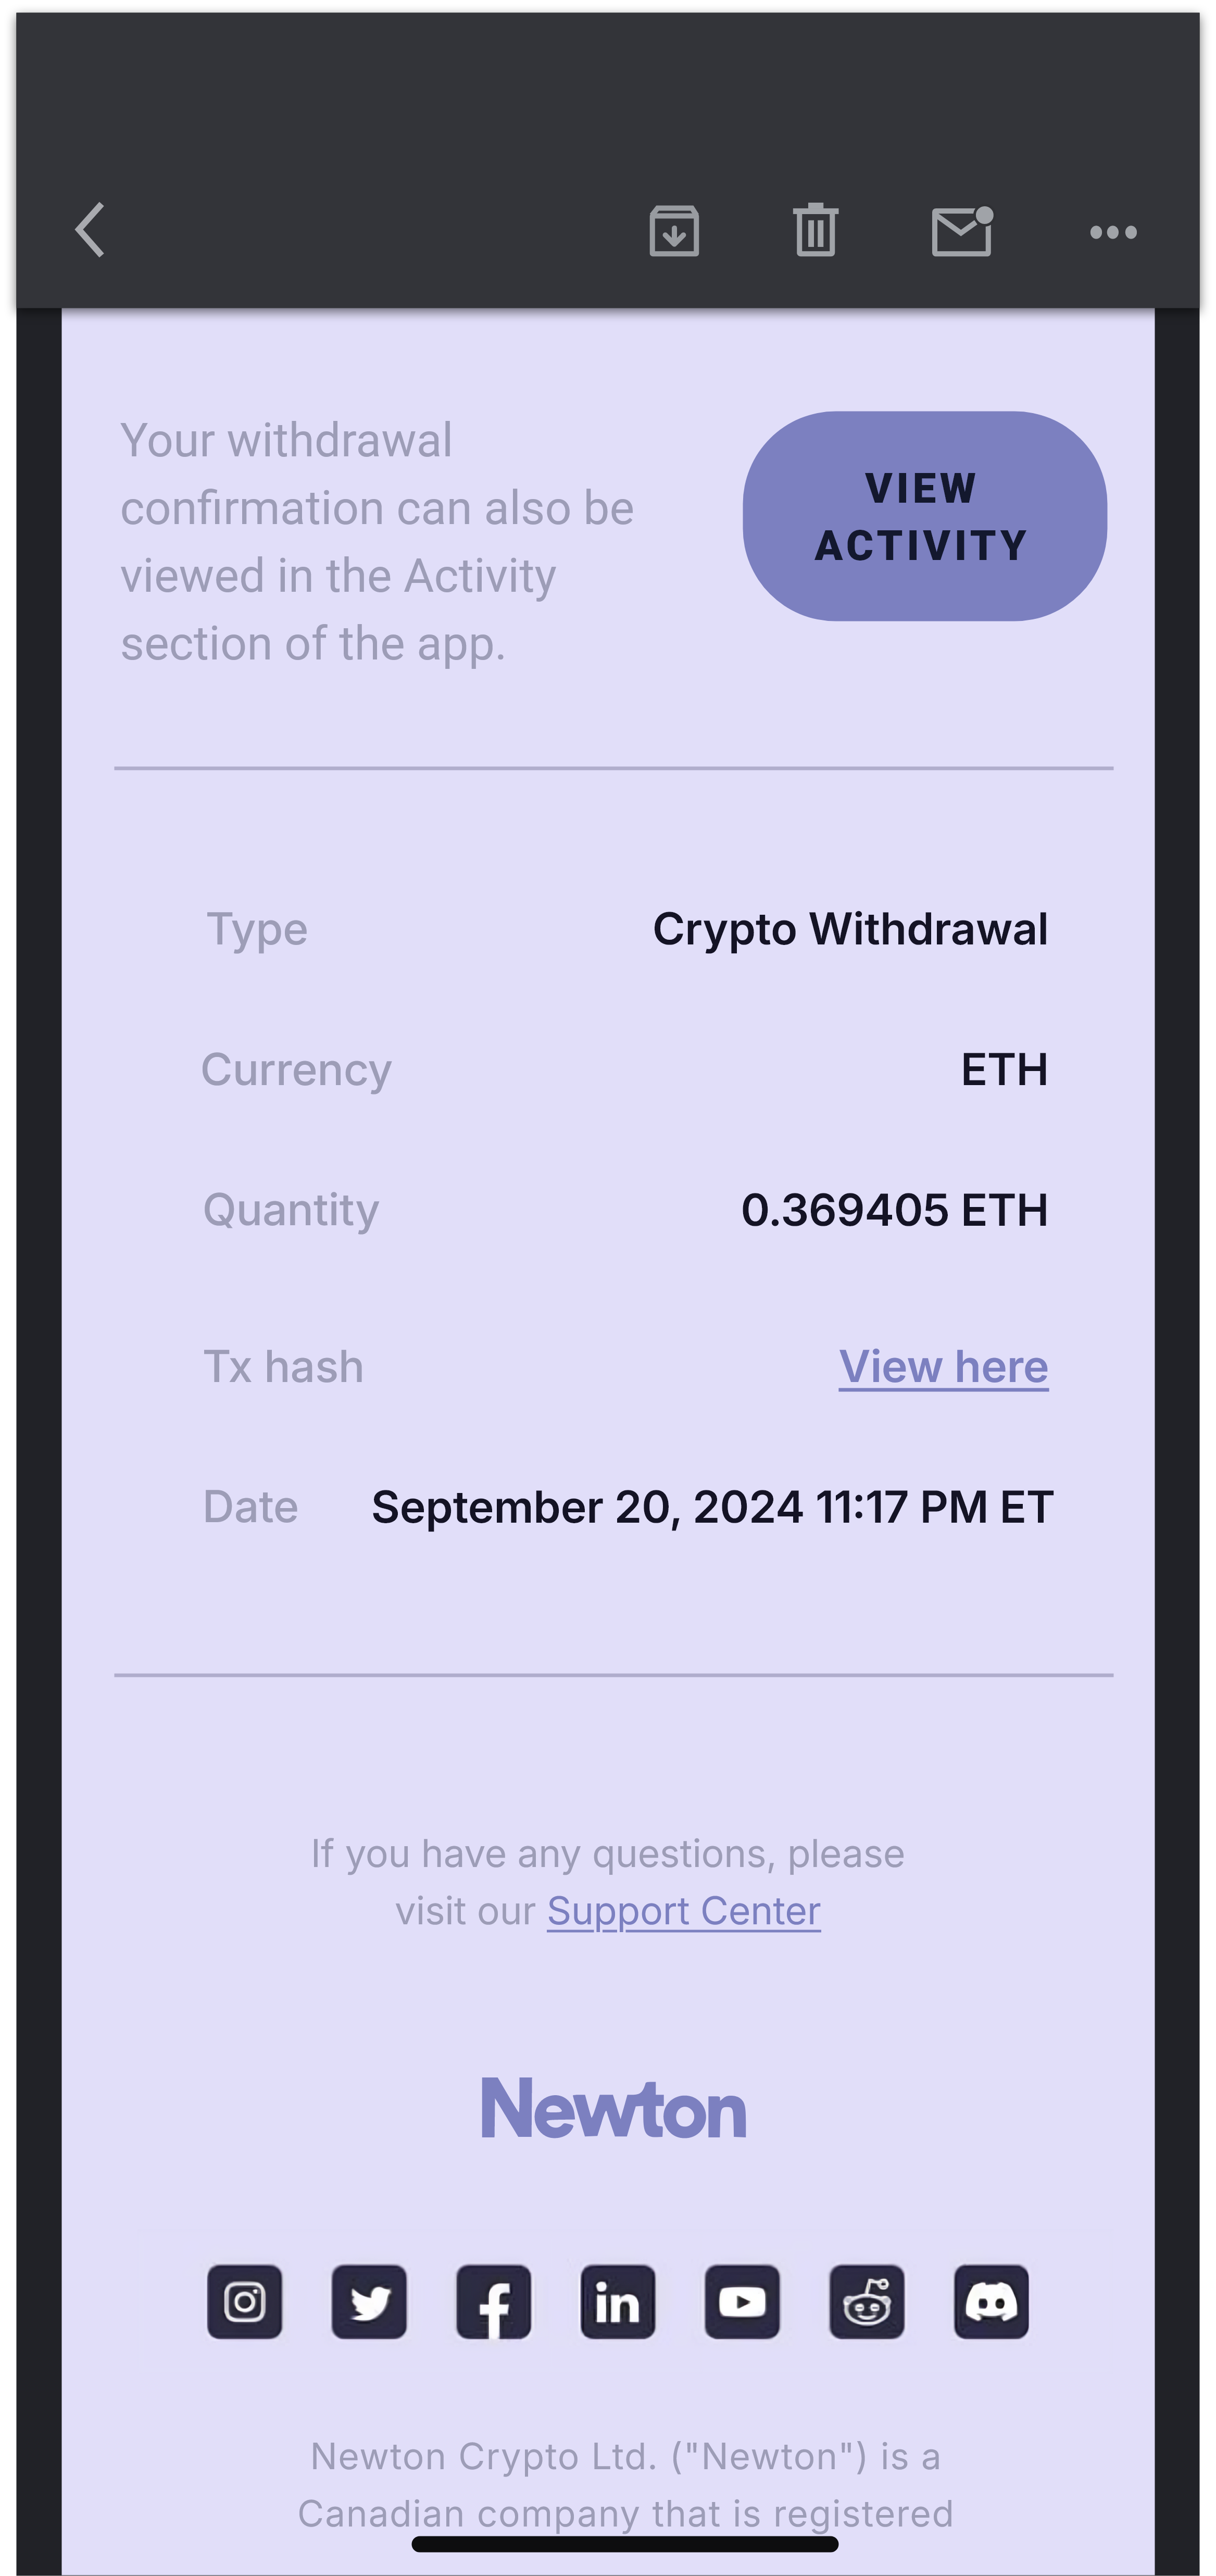 Your withdrawal
confirmation can also be
viewed in the Activity
section of the app.
VIEW
ACTIVITY
Type Crypto Withdrawal
Currency ETH
Quantity 0.369405 ETH
Tx hash View here
Date September 20, 2024 11:17 PM ET
If you have any questions, please
visit our Support Center
Newton
Newton Crypto Ltd. ("Newton") is a
Canadian company that is registered